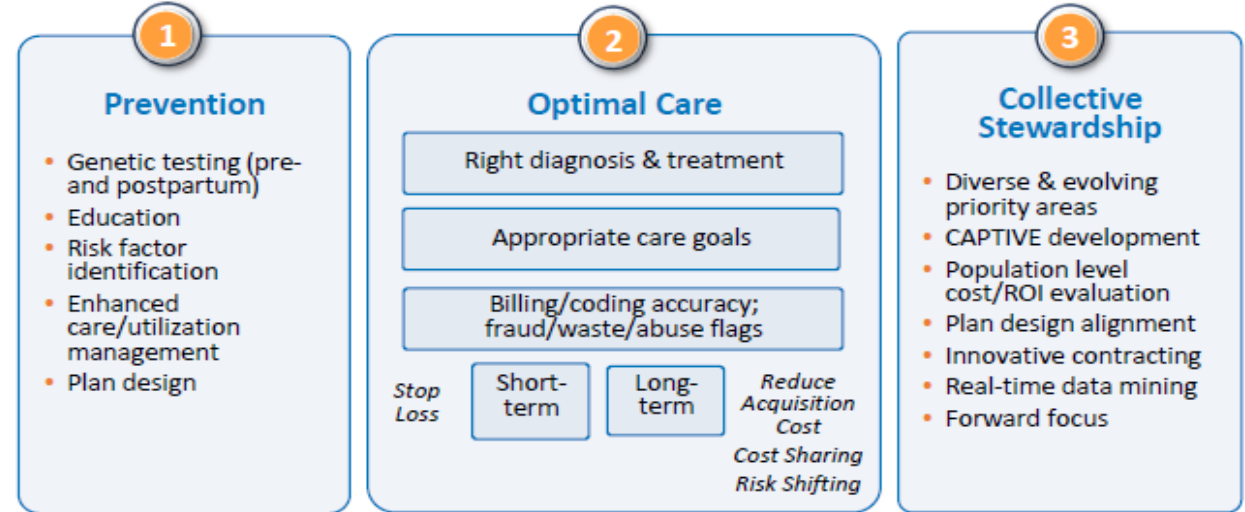 1
Prevention
• Genetic testing (pre-
and postpartum)
• Education
• Risk factor
identification
• Enhanced
care/utilization
management
• Plan design
2
Optimal Care
Right diagnosis & treatment
Appropriate care goals
Billing/coding accuracy;
fraud/waste/abuse flags
Stop
Loss
Short-
term
Long-
term
Reduce
Acquisition
Cost
Cost Sharing
Risk Shifting
3
Collective
Stewardship
• Diverse & evolving
priority areas
• CAPTIVE development
• Population level
cost/ROI evaluation
• Plan design alignment
• Innovative contracting
• Real-time data mining
• Forward focus